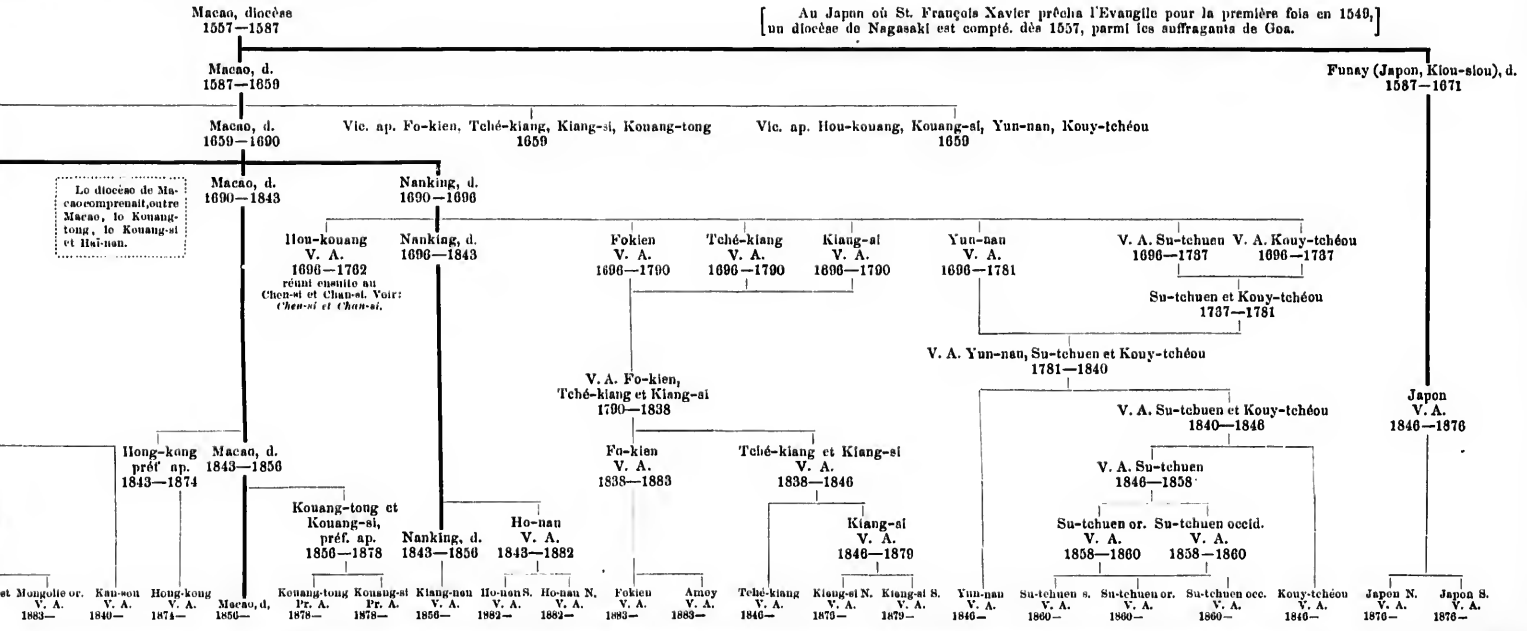 Macao, diocèse
1557—1587
[ Au Japon où St. François Xavier prêcha l'Evangile pour la première fois en 1549, ]
[ un diocèse de Nagasaki est compté. dès 1557, parmi les suffragants de Goa. ]
Macao, d.
1587—1659
Funay (Japon, Kiou-siou), d.
1587—1671
Macao, d.
1659—1690
Vic. ap. Fo-kien, Tché-kiang, Kiang-si, Kouang-tong
1659
Vic. ap. Hou-kouang, Kouang-si, Yun-nan, Kouy-tchéou
1659
Le diocèse de Ma-
cao comprenait, outre
Macao, le Kouang-
tong, le Kouang-si
et Haï-nan.
Macao, d.
1690—1843
Nanking, d.
1690—1696
Hou-kouang
V. A.
1696—1762
réuni ensuite au
Chen-si et Chan-si. Voir:
Chen-si et Chan-si.
Nanking, d.
1696—1843
Fokien
V. A.
1696—1790
Tché-kiang
V. A.
1696—1790
Kiang-si
V. A.
1696—1790
Yun-nan
V. A.
1696—1781
V. A. Su-tchuen
1696—1737
V. A. Kouy-tchéou
1696—1737
Su-tchuen et Kouy-tchéou
1737—1781
V. A. Yun-nan, Su-tchuen et Kouy-tchéou
1781—1840
V. A. Fo-kien,
Tché-kiang et Kiang-si
1790—1838
V. A. Su-tchuen et Kouy-tchéou
1840—1846
Japon
V. A.
1846—1876
Hong-kong
préf. ap.
1843—1874
Macao, d.
1843—1856
Fo-kien
V. A.
1838—1883
Tché-kiang et Kiang-si
V. A.
1838—1846
V. A. Su-tchuen
1846—1858
Kouang-tong et
Kouang-si,
préf. ap.
1856—1878
Nanking, d.
1843—1856
Ho-nan
V. A.
1843—1882
Kiang-si
V. A.
1846—1879
Su-tchuen or.
V. A.
1858—1860
Su-tchuen occid.
V. A.
1858—1860
et Mongolie or.
V. A.
1883—
Kan-sou
V. A.
1840—
Hong-kong
V. A.
1874—
Macao, d.
1856—
Kouang-tong
Pr. A.
1878—
Kouang-si
Pr. A.
1878—
Kiang-nan
V. A.
1856—
Ho-nan S.
V. A.
1882—
Ho-nan N.
V. A.
1882—
Fokien
V. A.
1883—
Amoy
V. A.
1883—
Tché-kiang
V. A.
1846—
Kiang-si N.
V. A.
1879—
Kiang-si S.
V. A.
1879—
Yun-nan
V. A.
1846—
Su-tchuen s.
V. A.
1860—
Su-tchuen or.
V. A.
1860—
Su-tchuen occ.
V. A.
1860—
Kouy-tchéou
V. A.
1846—
Japon N.
V. A.
1876—
Japon S.
V. A.
1876—